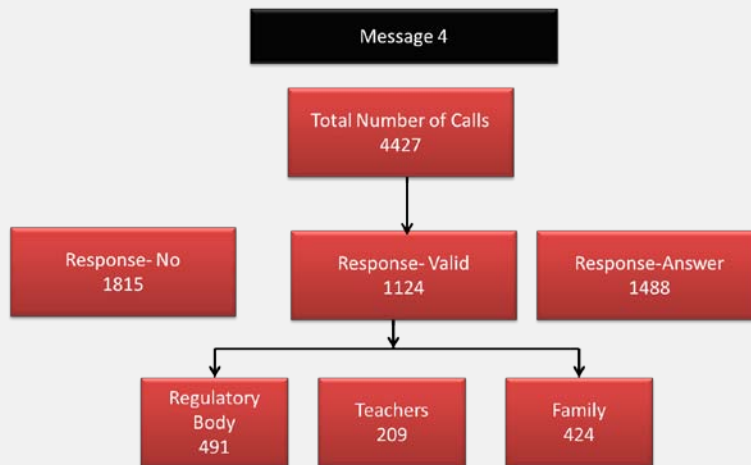 Message 4
Total Number of Calls
4427
Response- No
1815
Response- Valid
1124
Response-Answer
1488
Regulatory
Body
491
Teachers
209
Family
424